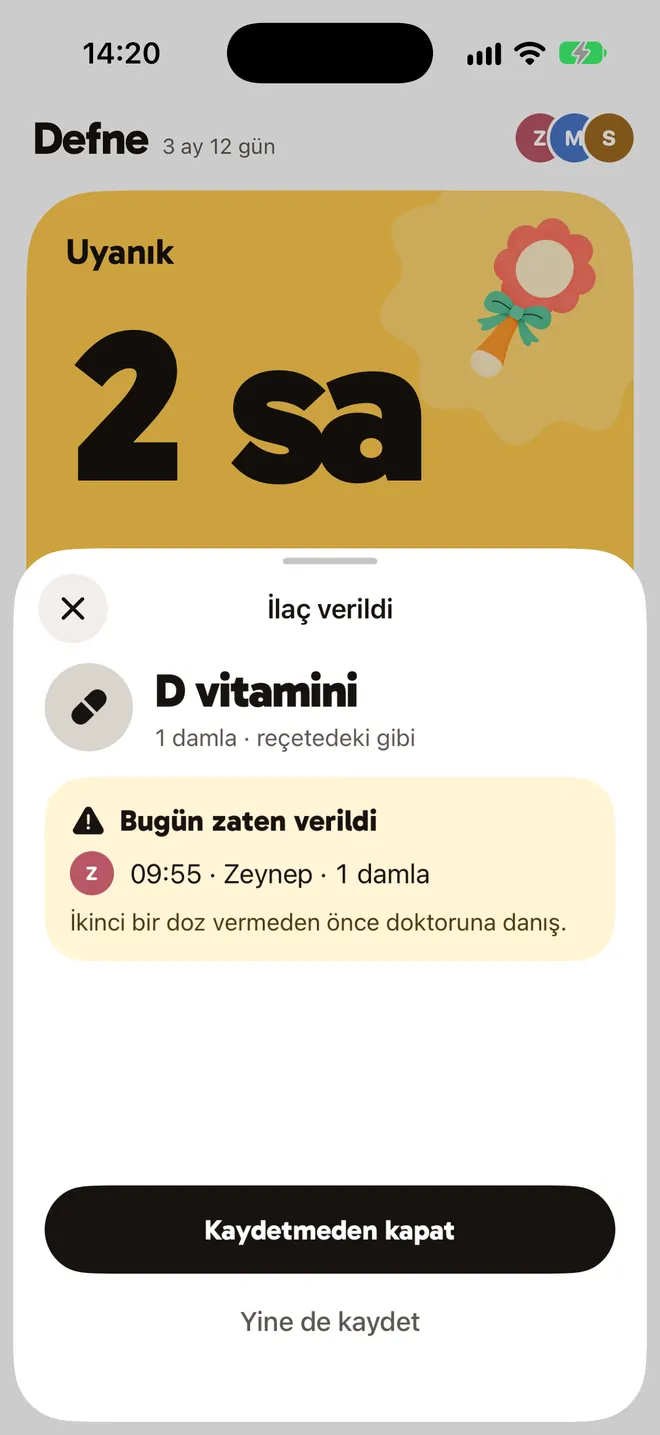 14:20
Defne 3 ay 12 gün
Z M S
Uyanık
2 sa
İlaç verildi
D vitamini
1 damla · reçetedeki gibi
Bugün zaten verildi
Z 09:55 · Zeynep · 1 damla
İkinci bir doz vermeden önce doktoruna danış.
Kaydetmeden kapat
Yine de kaydet